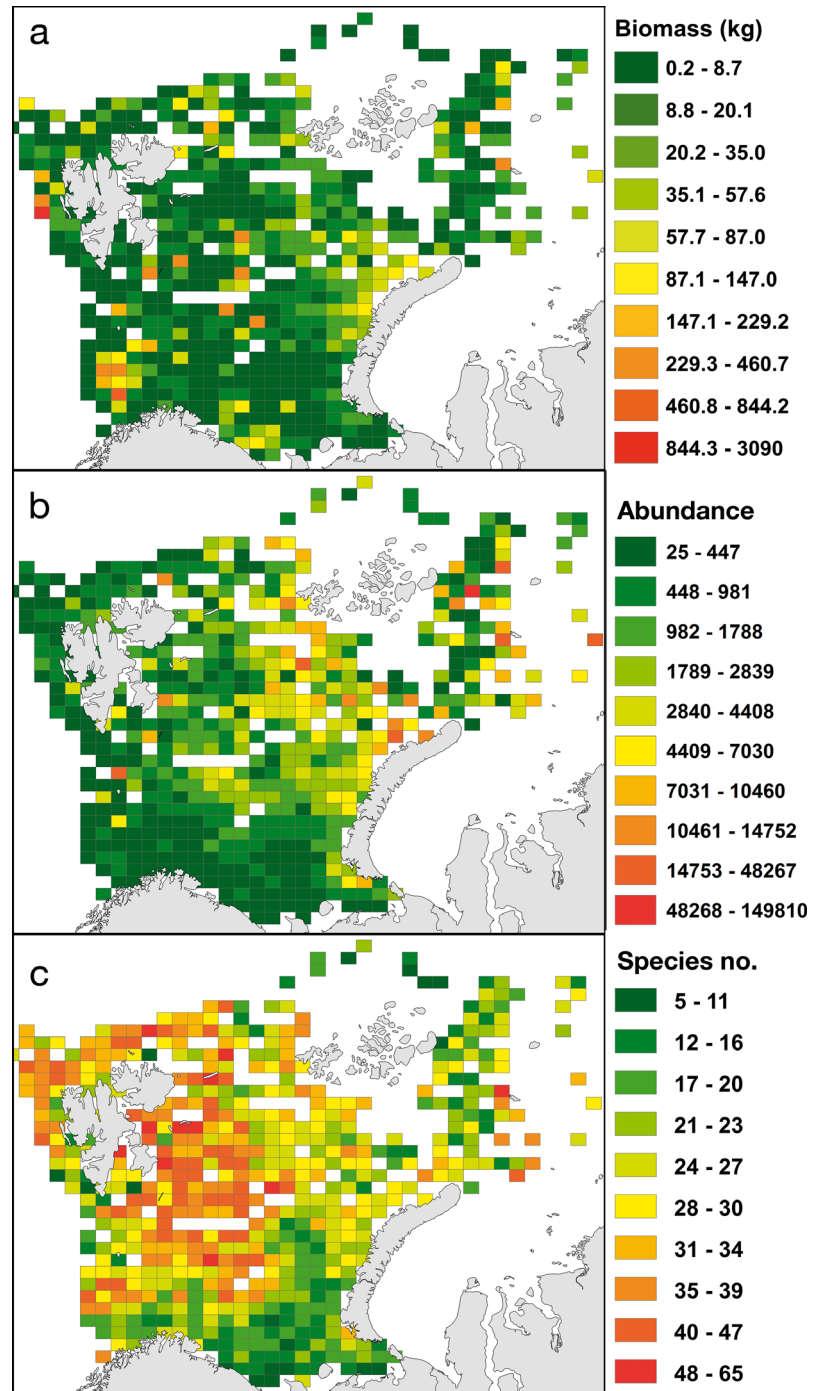 a
Biomass (kg)
0.2 - 8.7
8.8 - 20.1
20.2 - 35.0
35.1 - 57.6
57.7 - 87.0
87.1 - 147.0
147.1 - 229.2
229.3 - 460.7
460.8 - 844.2
844.3 - 3090
b
Abundance
25 - 447
448 - 981
982 - 1788
1789 - 2839
2840 - 4408
4409 - 7030
7031 - 10460
10461 - 14752
14753 - 48267
48268 - 149810
c
Species no.
5 - 11
12 - 16
17 - 20
21 - 23
24 - 27
28 - 30
31 - 34
35 - 39
40 - 47
48 - 65